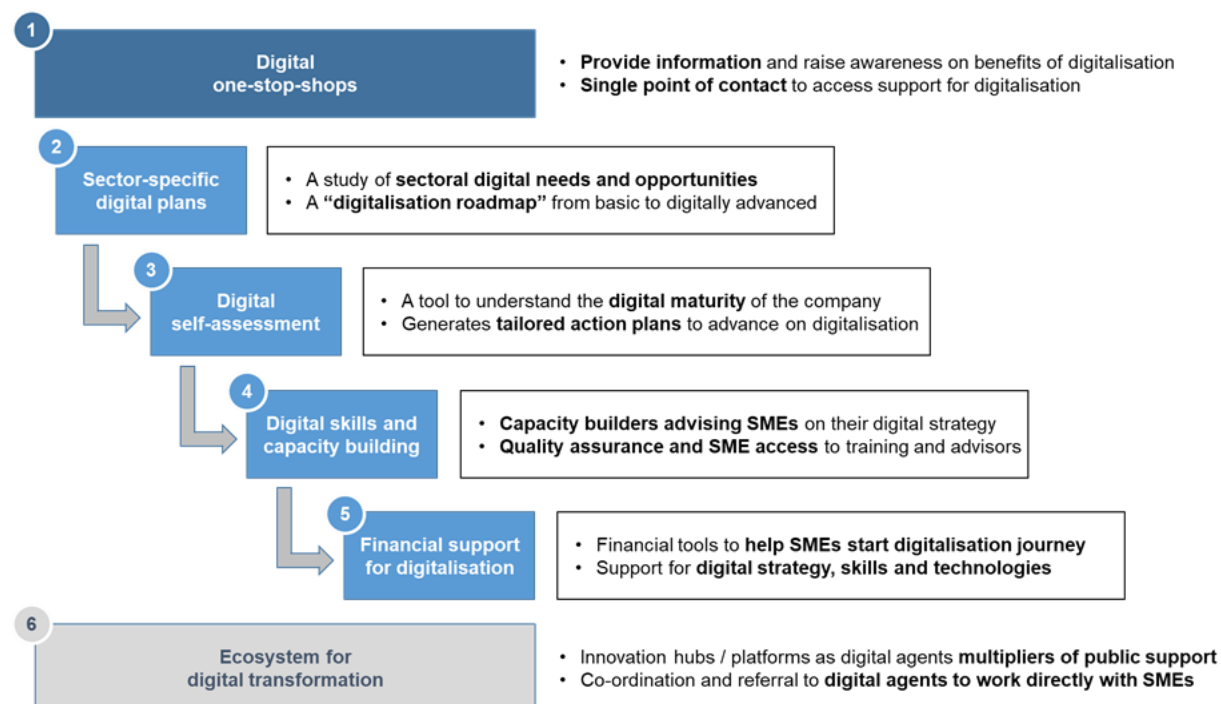 1
Digital
one-stop-shops
• Provide information and raise awareness on benefits of digitalisation
• Single point of contact to access support for digitalisation
2
Sector-specific
digital plans
• A study of sectoral digital needs and opportunities
• A “digitalisation roadmap” from basic to digitally advanced
3
Digital
self-assessment
• A tool to understand the digital maturity of the company
• Generates tailored action plans to advance on digitalisation
4
Digital skills and
capacity building
• Capacity builders advising SMEs on their digital strategy
• Quality assurance and SME access to training and advisors
5
Financial support
for digitalisation
• Financial tools to help SMEs start digitalisation journey
• Support for digital strategy, skills and technologies
6
Ecosystem for
digital transformation
• Innovation hubs / platforms as digital agents multipliers of public support
• Co-ordination and referral to digital agents to work directly with SMEs